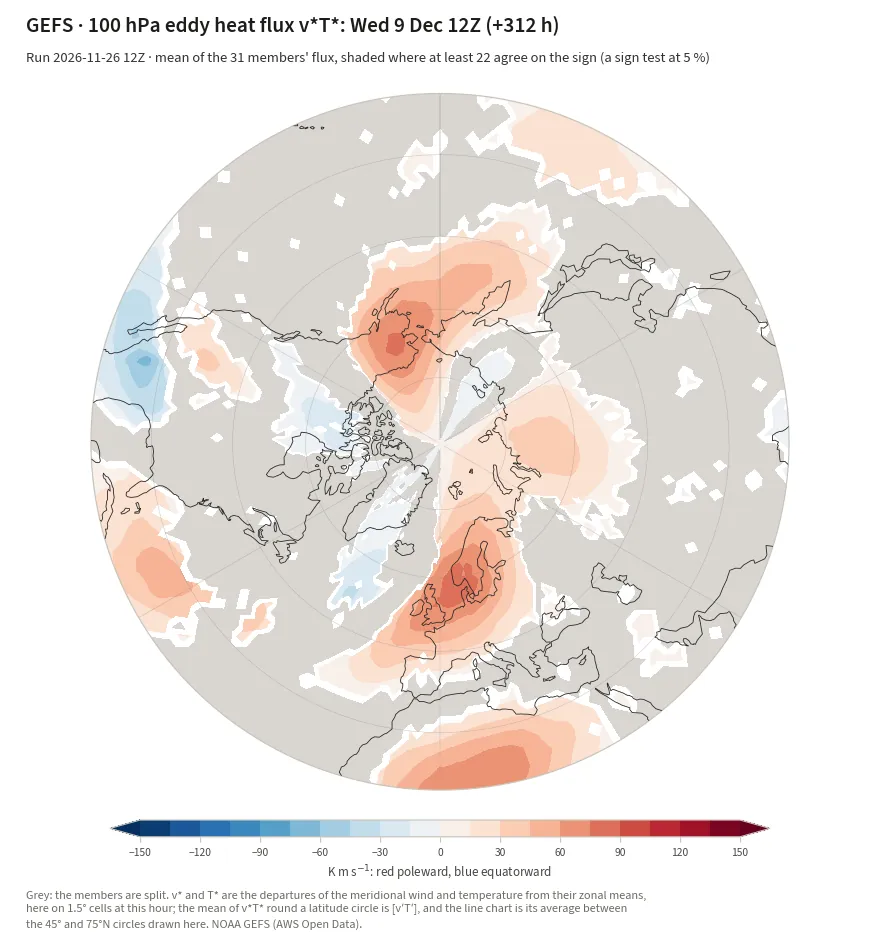 GEFS · 100 hPa eddy heat flux v*T*: Wed 9 Dec 12Z (+312 h)
Run 2026-11-26 12Z · mean of the 31 members' flux, shaded where at least 22 agree on the sign (a sign test at 5 %)
−150 −120 −90 −60 −30 0 30 60 90 120 150
K m s⁻¹: red poleward, blue equatorward
Grey: the members are split. v* and T* are the departures of the meridional wind and temperature from their zonal means,
here on 1.5° cells at this hour; the mean of v*T* round a latitude circle is [v′T′], and the line chart is its average between
the 45° and 75°N circles drawn here. NOAA GEFS (AWS Open Data).